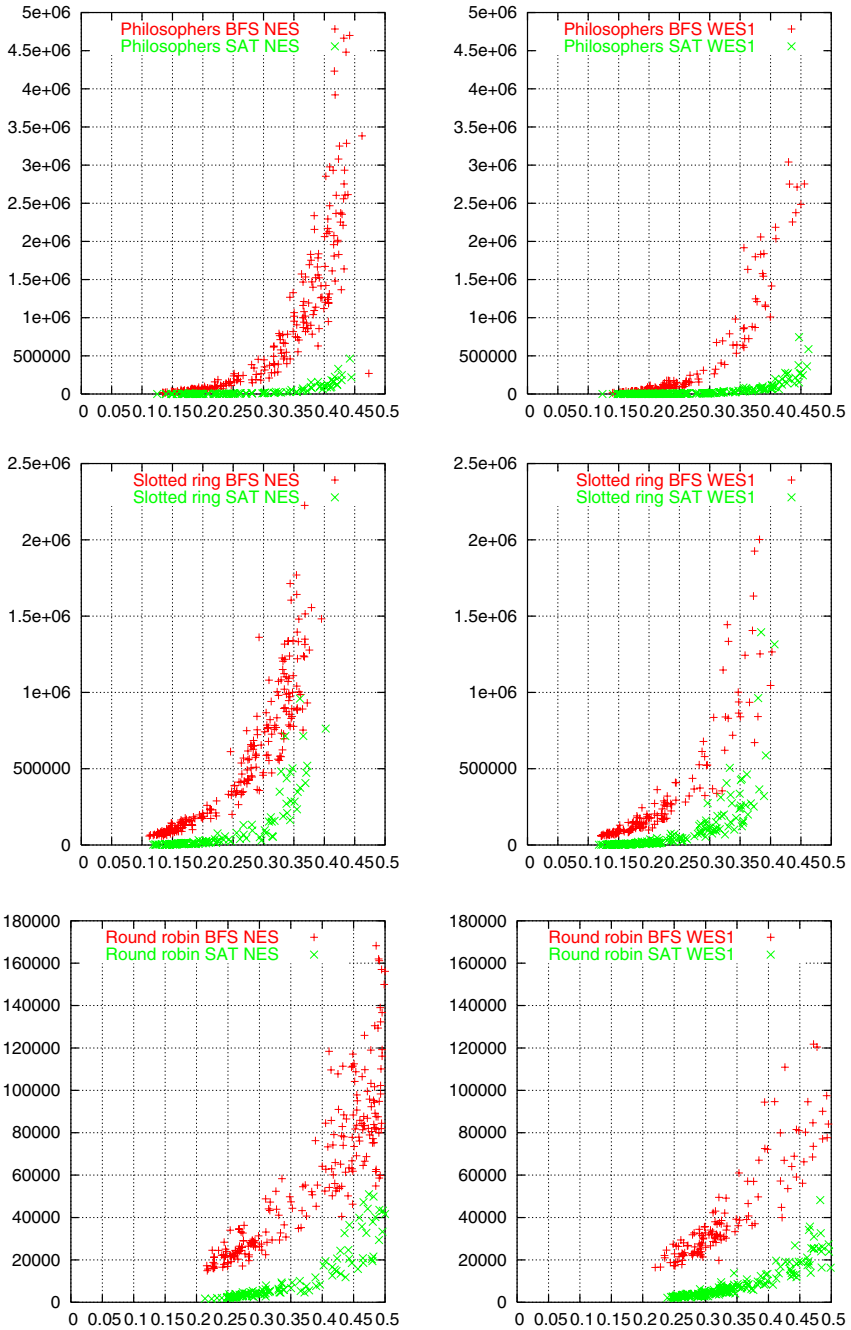 5e+06
Philosophers BFS NES
Philosophers SAT NES
4.5e+06
4e+06
3.5e+06
3e+06
2.5e+06
2e+06
1.5e+06
1e+06
500000
0
0 0.05 0.1 0.15 0.2 0.25 0.3 0.35 0.4 0.45 0.5
5e+06
Philosophers BFS WES1
Philosophers SAT WES1
4.5e+06
4e+06
3.5e+06
3e+06
2.5e+06
2e+06
1.5e+06
1e+06
500000
0
0 0.05 0.1 0.15 0.2 0.25 0.3 0.35 0.4 0.45 0.5
2.5e+06
Slotted ring BFS NES
Slotted ring SAT NES
2e+06
1.5e+06
1e+06
500000
0
0 0.05 0.1 0.15 0.2 0.25 0.3 0.35 0.4 0.45 0.5
2.5e+06
Slotted ring BFS WES1
Slotted ring SAT WES1
2e+06
1.5e+06
1e+06
500000
0
0 0.05 0.1 0.15 0.2 0.25 0.3 0.35 0.4 0.45 0.5
180000
Round robin BFS NES
Round robin SAT NES
160000
140000
120000
100000
80000
60000
40000
20000
0
0 0.05 0.1 0.15 0.2 0.25 0.3 0.35 0.4 0.45 0.5
180000
Round robin BFS WES1
Round robin SAT WES1
160000
140000
120000
100000
80000
60000
40000
20000
0
0 0.05 0.1 0.15 0.2 0.25 0.3 0.35 0.4 0.45 0.5